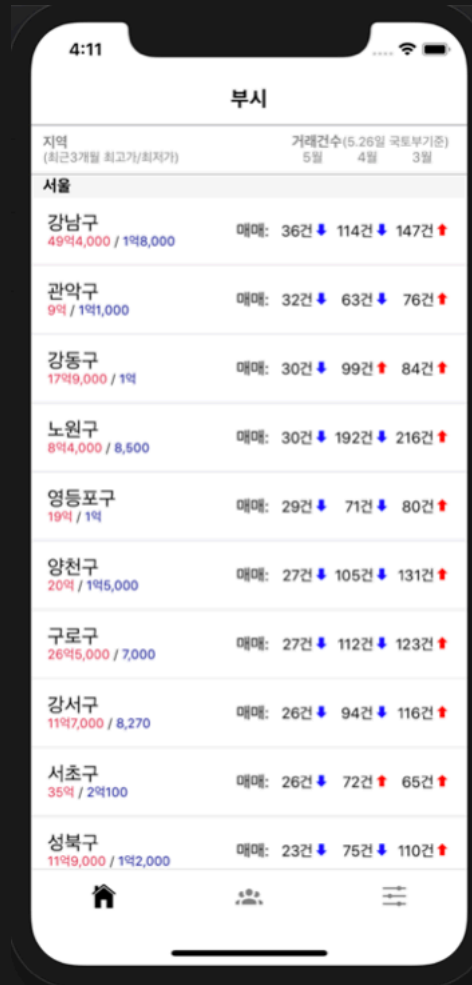 4:11
부시
지역 거래건수(5.26일 국토부기준)
(최근3개월 최고가/최저가) 5월 4월 3월
서울
강남구
매매: 36건 114건 147건
49억4,000 / 1억8,000
관악구
매매: 32건 63건 76건
9억 / 1억1,000
강동구
매매: 30건 99건 84건
17억9,000 / 1억
노원구
매매: 30건 192건 216건
8억4,000 / 8,500
영등포구
매매: 29건 71건 80건
19억 / 1억
양천구
매매: 27건 105건 131건
20억 / 1억5,000
구로구
매매: 27건 112건 123건
26억5,000 / 7,000
강서구
매매: 26건 94건 116건
11억7,000 / 8,270
서초구
매매: 26건 72건 65건
35억 / 2억100
성북구
매매: 23건 75건 110건
11억9,000 / 1억2,000